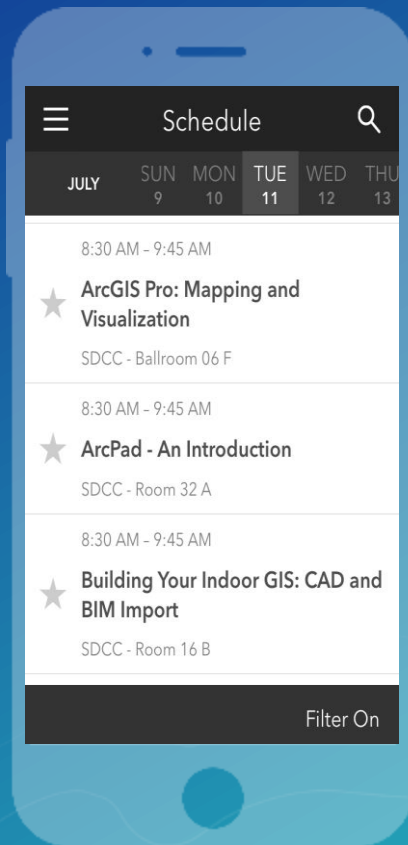 Schedule
JULY
SUN MON TUE WED THU
9 10 11 12 13
8:30 AM – 9:45 AM
ArcGIS Pro: Mapping and
Visualization
SDCC - Ballroom 06 F
8:30 AM – 9:45 AM
ArcPad - An Introduction
SDCC - Room 32 A
8:30 AM – 9:45 AM
Building Your Indoor GIS: CAD and
BIM Import
SDCC - Room 16 B
Filter On